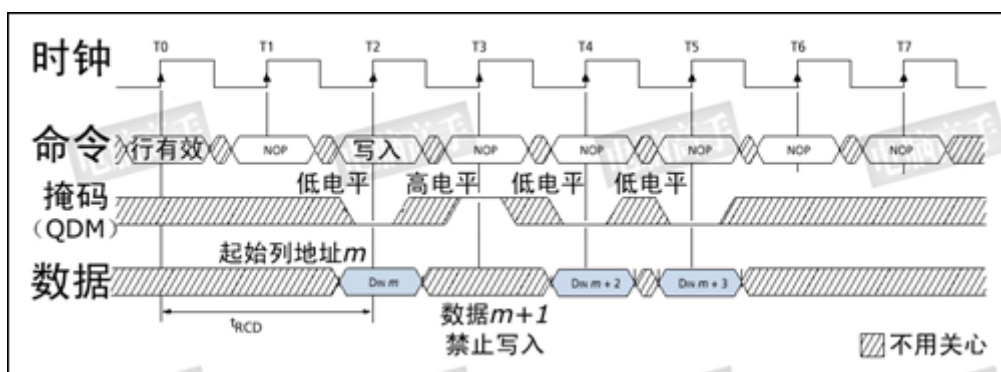 时钟 T0 T1 T2 T3 T4 T5 T6 T7
命令 行有效 NOP 写入 NOP NOP NOP NOP NOP
低电平 高电平 低电平 低电平
掩码
（QDM）
起始列地址m
数据 DIN m DIN m + 2 DIN m + 3
tRCD
数据m+1
禁止写入
不用关心